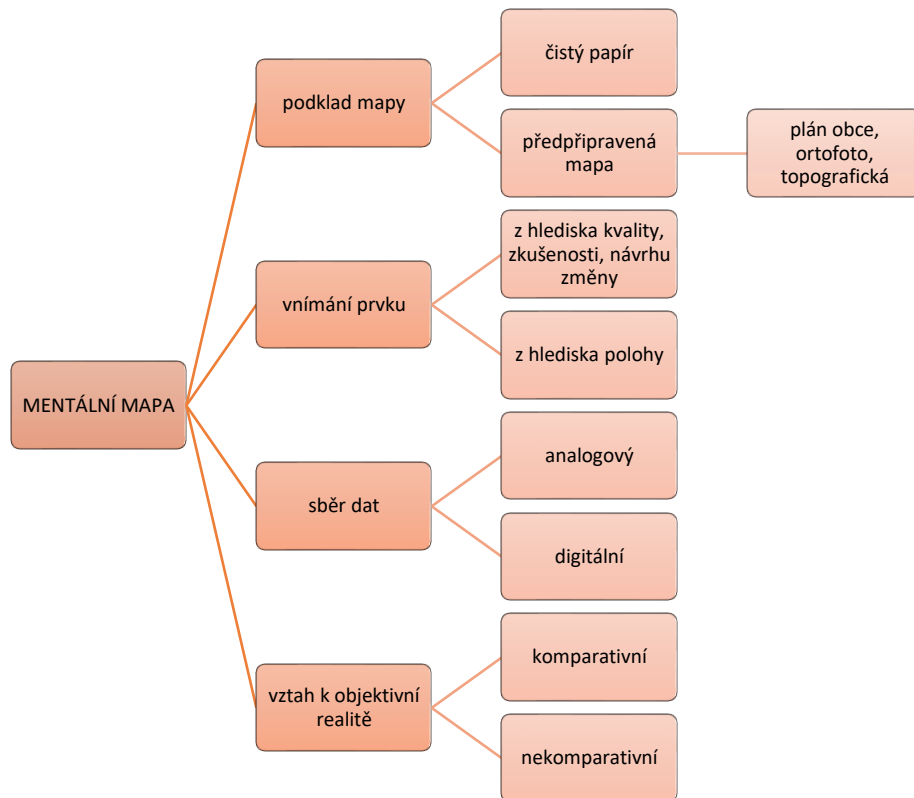 MENTÁLNÍ MAPA
podklad mapy
čistý papír
předpřipravená
mapa
plán obce,
ortofoto,
topografická
vnímání prvku
z hlediska kvality,
zkušenosti, návrhu
změny
z hlediska polohy
sběr dat
analogový
digitální
vztah k objektivní
realitě
komparativní
nekomparativní